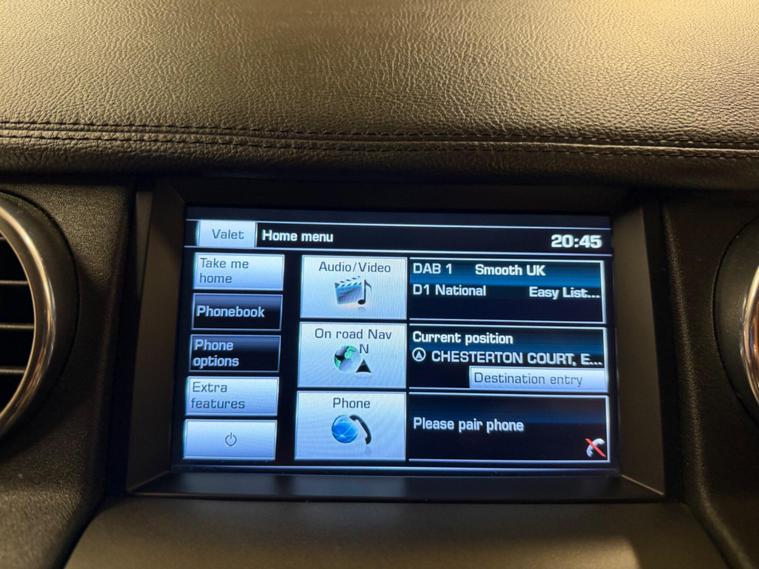 Valet
Home menu
20:45
Take me
home
Phonebook
Phone
options
Extra
features
Audio/Video
DAB 1 Smooth UK
D1 National Easy List...
On road Nav
N
Current position
CHESTERTON COURT, E...
Destination entry
Phone
Please pair phone